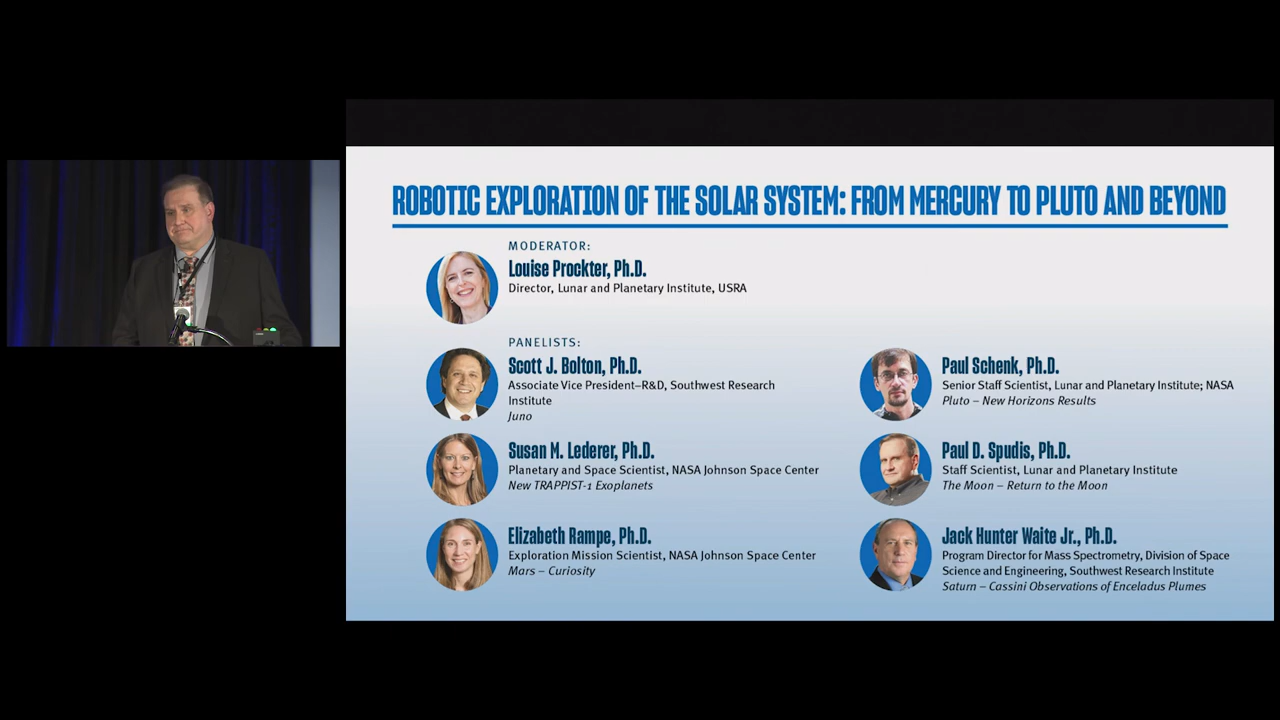 ROBOTIC EXPLORATION OF THE SOLAR SYSTEM: FROM MERCURY TO PLUTO AND BEYOND
MODERATOR:
Louise Prockter, Ph.D.
Director, Lunar and Planetary Institute, USRA
PANELISTS:
Scott J. Bolton, Ph.D.
Associate Vice President–R&D, Southwest Research
Institute
Juno
Susan M. Lederer, Ph.D.
Planetary and Space Scientist, NASA Johnson Space Center
New TRAPPIST-1 Exoplanets
Elizabeth Rampe, Ph.D.
Exploration Mission Scientist, NASA Johnson Space Center
Mars – Curiosity
Paul Schenk, Ph.D.
Senior Staff Scientist, Lunar and Planetary Institute; NASA
Pluto – New Horizons Results
Paul D. Spudis, Ph.D.
Staff Scientist, Lunar and Planetary Institute
The Moon – Return to the Moon
Jack Hunter Waite Jr., Ph.D.
Program Director for Mass Spectrometry, Division of Space
Science and Engineering, Southwest Research Institute
Saturn – Cassini Observations of Enceladus Plumes